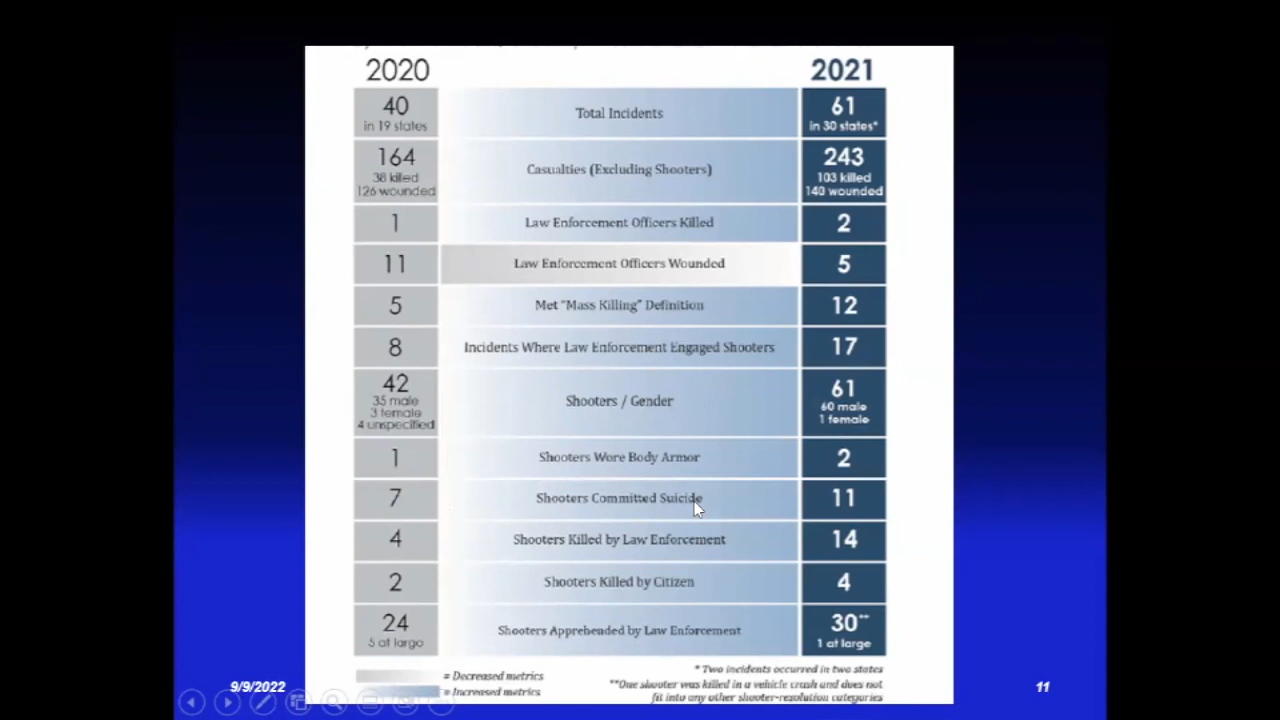 2020
2021
40
in 19 states
Total Incidents
61
in 30 states*
164
38 killed
126 wounded
Casualties (Excluding Shooters)
243
103 killed
140 wounded
1
Law Enforcement Officers Killed
2
11
Law Enforcement Officers Wounded
5
5
Met "Mass Killing" Definition
12
8
Incidents Where Law Enforcement Engaged Shooters
17
42
35 male
3 female
4 unspecified
Shooters / Gender
61
60 male
1 female
1
Shooters Wore Body Armor
2
7
Shooters Committed Suicide
11
4
Shooters Killed by Law Enforcement
14
2
Shooters Killed by Citizen
4
24
5 at large
Shooters Apprehended by Law Enforcement
30**
1 at large
= Decreased metrics
= Increased metrics
* Two incidents occurred in two states
**One shooter was killed in a vehicle crash and does not
fit into any other shooter-resolution categories
9/9/2022
11